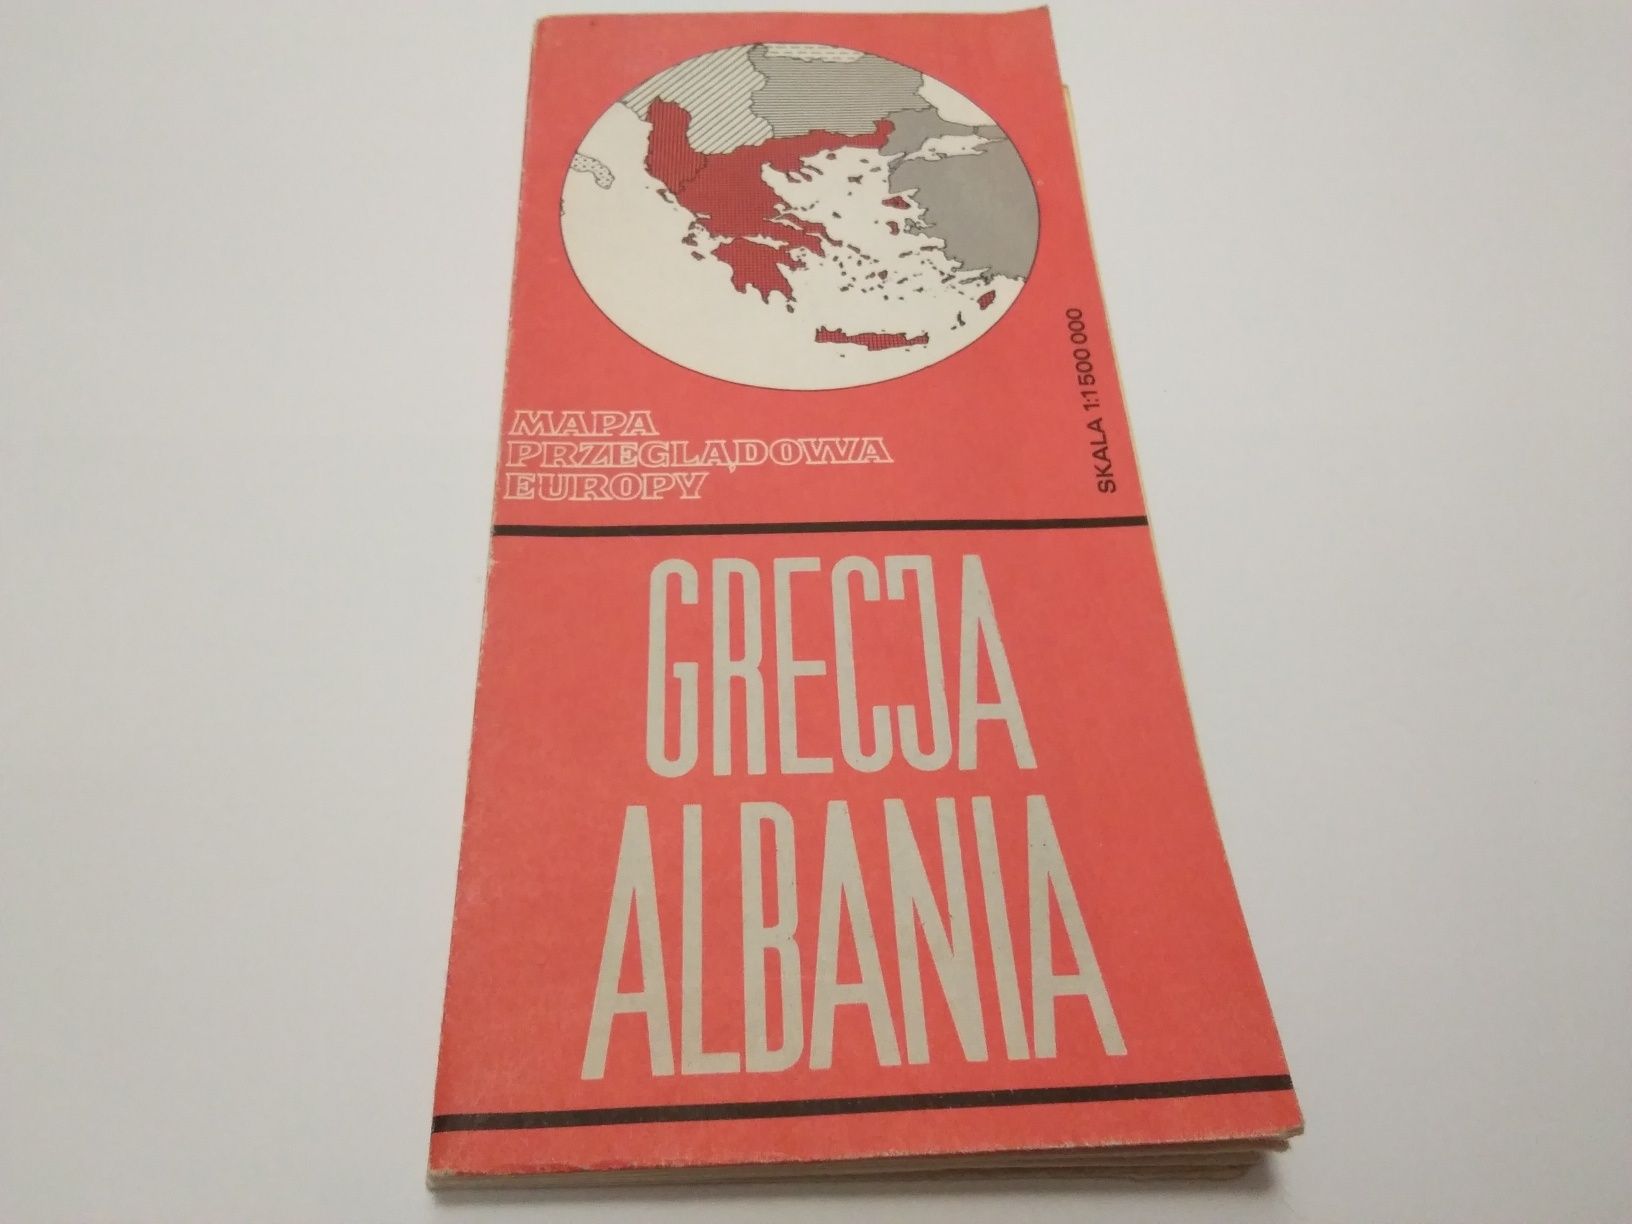 MAPA
PRZEGLĄDOWA
EUROPY
SKALA 1:1 500 000
GRECJA
ALBANIA